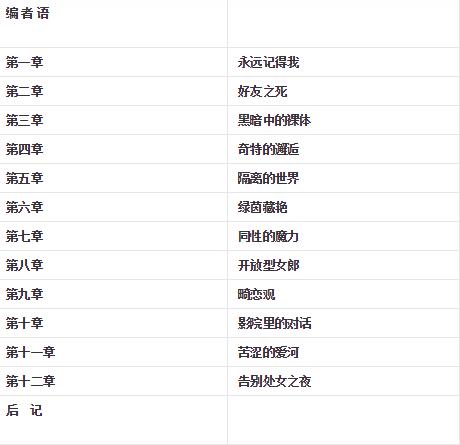 编 者 语
第一章 永远记得我
第二章 好友之死
第三章 黑暗中的裸体
第四章 奇特的邂逅
第五章 隔离的世界
第六章 绿茵藏艳
第七章 同性的魔力
第八章 开放型女郎
第九章 畸恋观
第十章 影院里的对话
第十一章 苦涩的爱河
第十二章 告别处女之夜
后 记